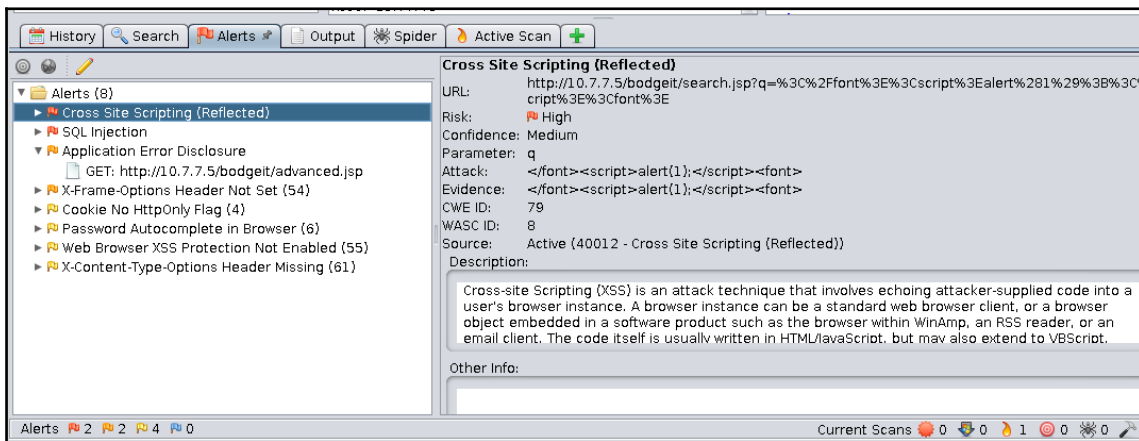 History Search Alerts Output Spider Active Scan
Alerts (8)
Cross Site Scripting (Reflected)
SQL Injection
Application Error Disclosure
GET: http://10.7.7.5/bodgeit/advanced.jsp
X-Frame-Options Header Not Set (54)
Cookie No HttpOnly Flag (4)
Password Autocomplete in Browser (6)
Web Browser XSS Protection Not Enabled (55)
X-Content-Type-Options Header Missing (61)
Cross Site Scripting (Reflected)
URL: http://10.7.7.5/bodgeit/search.jsp?q=%3C%2Ffont%3E%3Cscript%3Ealert%281%29%3B%3C
cript%3E%3Cfont%3E
Risk: High
Confidence: Medium
Parameter: q
Attack: </font><script>alert(1);</script><font>
Evidence: </font><script>alert(1);</script><font>
CWE ID: 79
WASC ID: 8
Source: Active (40012 - Cross Site Scripting (Reflected))
Description:
Cross-site Scripting (XSS) is an attack technique that involves echoing attacker-supplied code into a
user's browser instance. A browser instance can be a standard web browser client, or a browser
object embedded in a software product such as the browser within WinAmp, an RSS reader, or an
email client. The code itself is usually written in HTML/JavaScript, but may also extend to VBScript,
Other Info:
Alerts 2 2 4 0
Current Scans 0 0 1 0 0